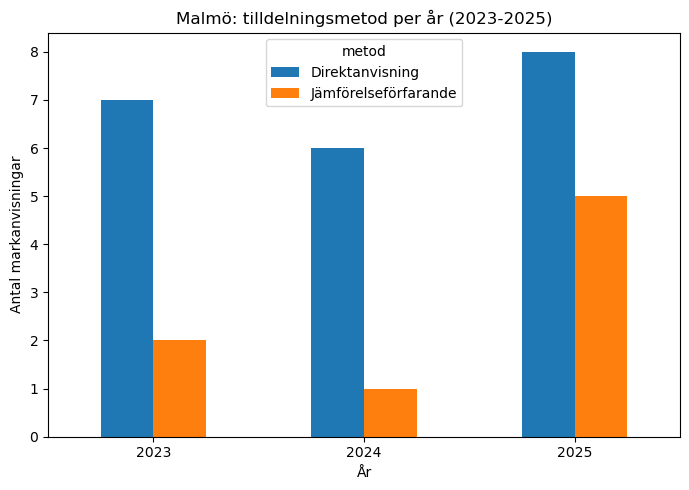 Malmö: tilldelningsmetod per år (2023-2025)
metod
Direktanvisning
Jämförelseförfarande
Antal markanvisningar
8
7
6
5
4
3
2
1
0
2023 2024 2025
År